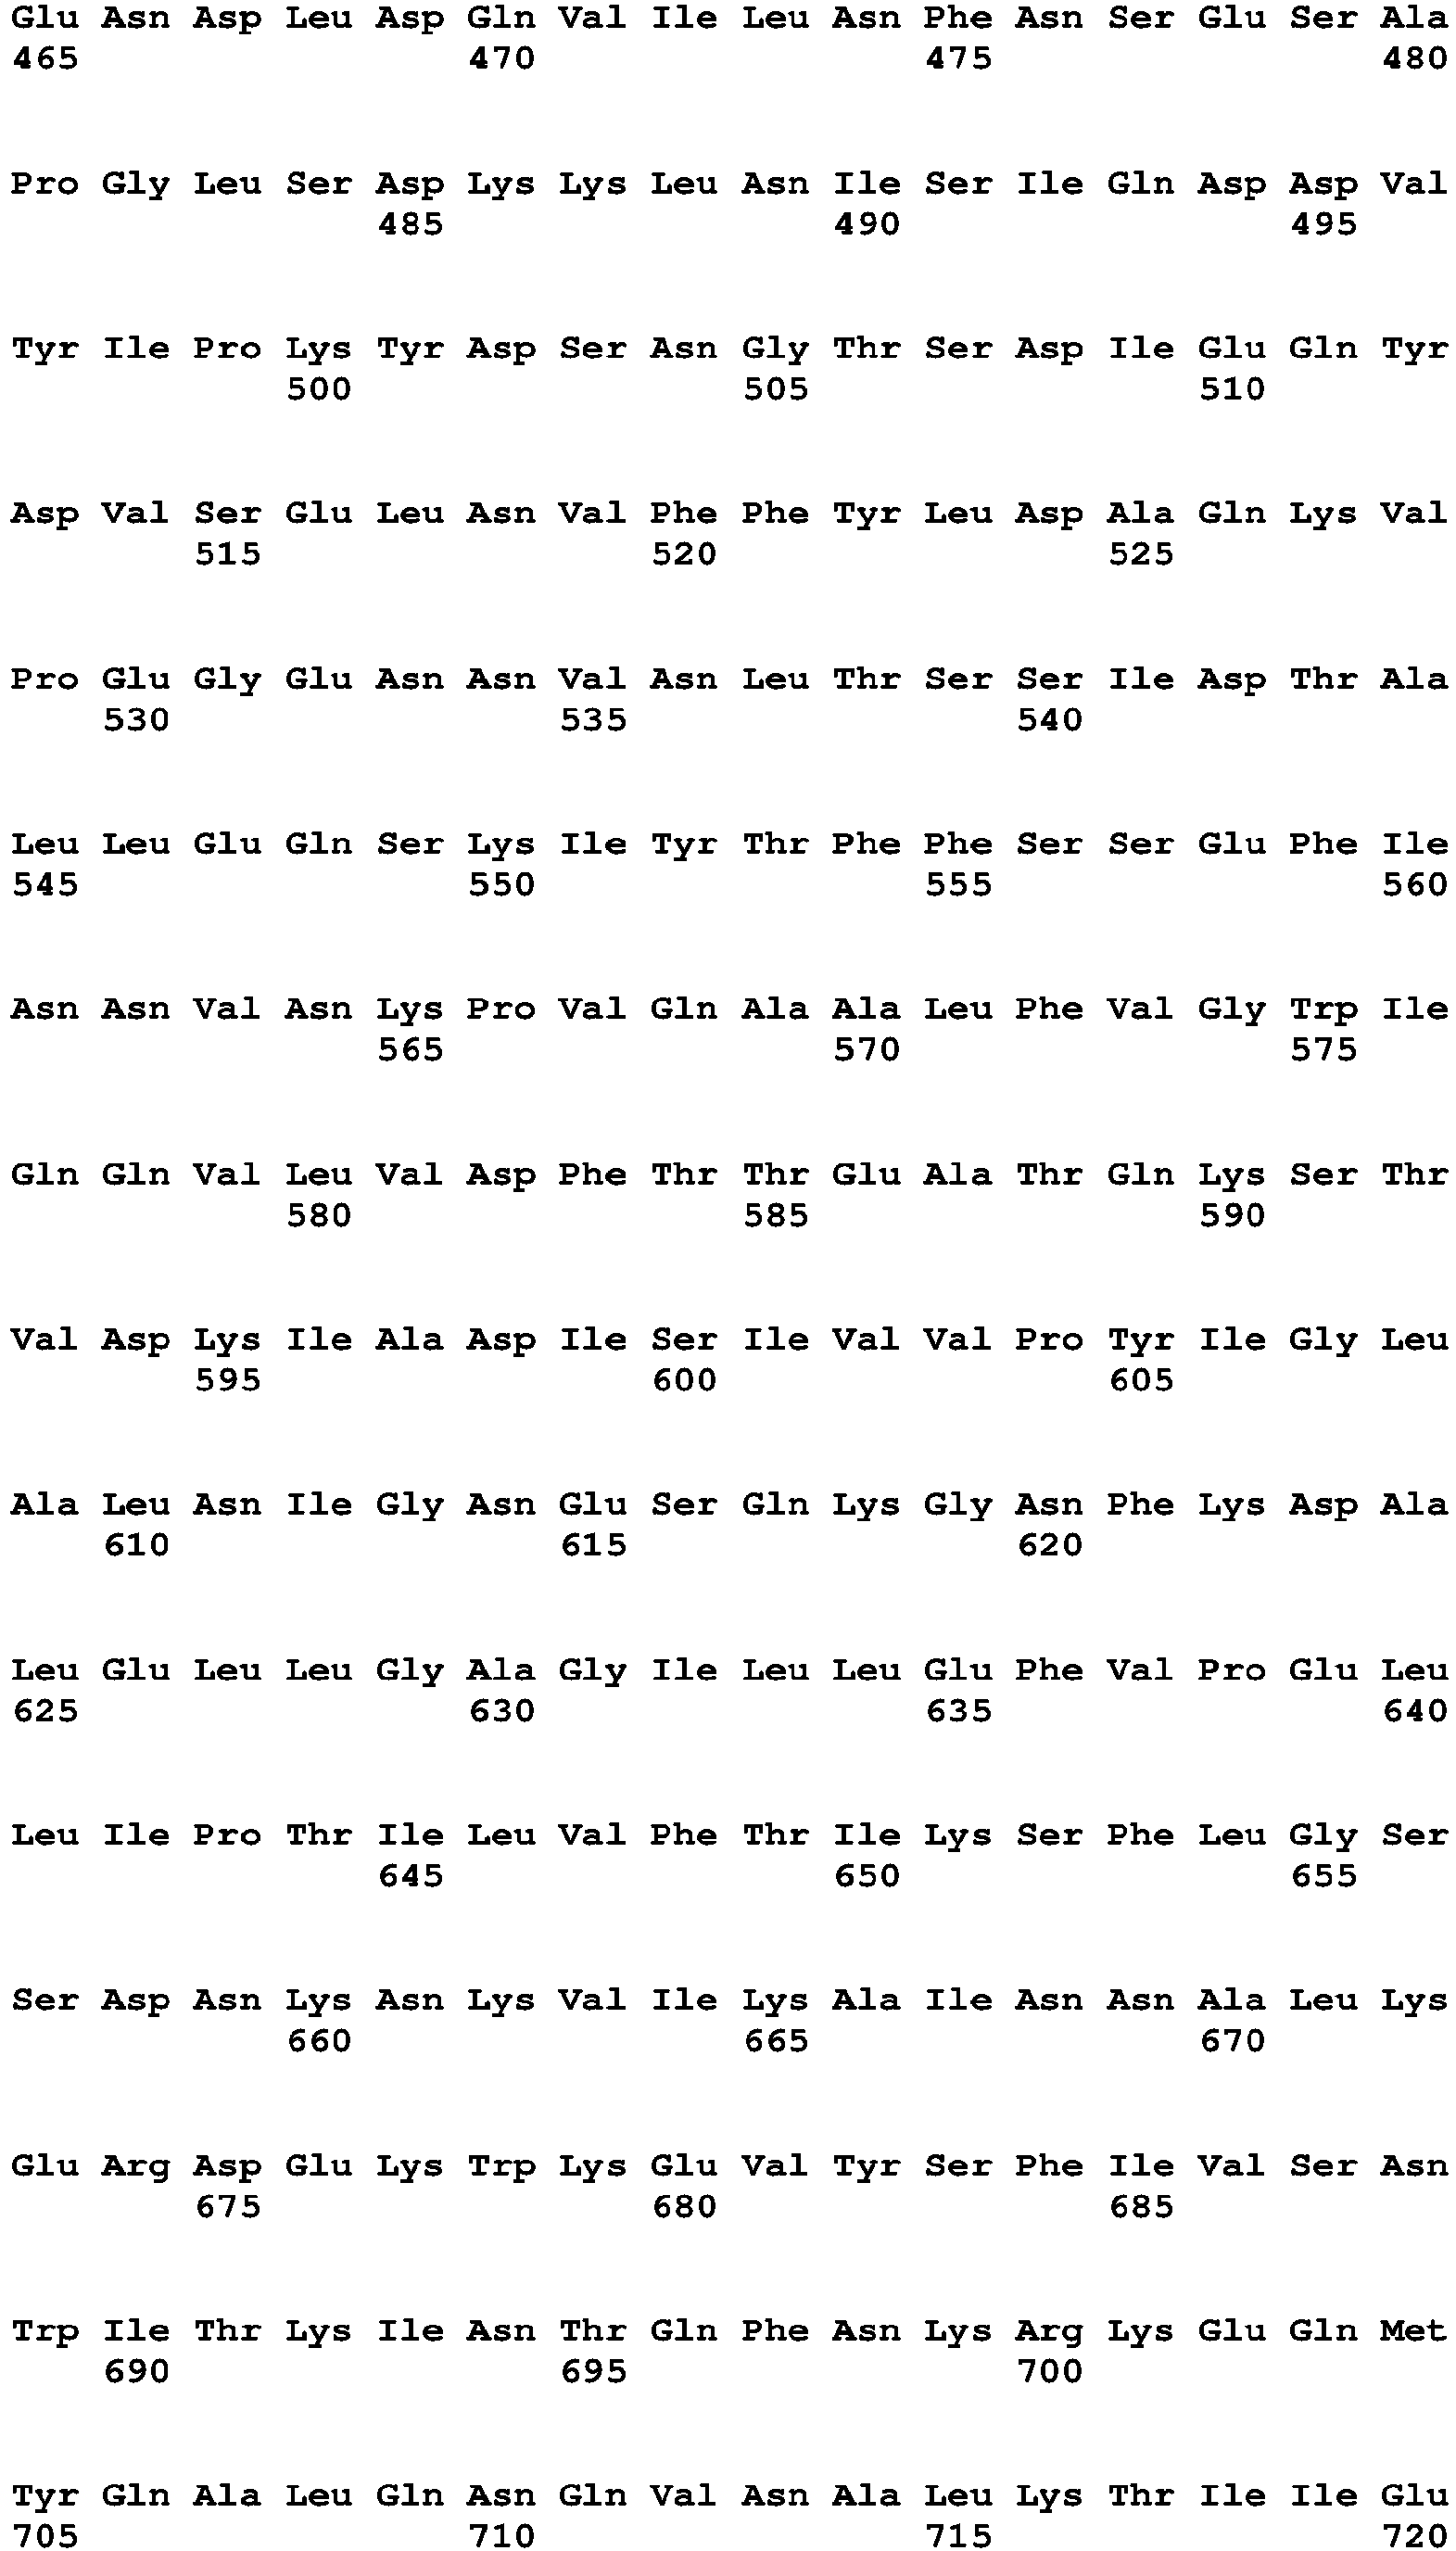 Glu Asn Asp Leu Asp Gln Val Ile Leu Asn Phe Asn Ser Glu Ser Ala
465 470 475 480
Pro Gly Leu Ser Asp Lys Lys Leu Asn Ile Ser Ile Gln Asp Asp Val
485 490 495
Tyr Ile Pro Lys Tyr Asp Ser Asn Gly Thr Ser Asp Ile Glu Gln Tyr
500 505 510
Asp Val Ser Glu Leu Asn Val Phe Phe Tyr Leu Asp Ala Gln Lys Val
515 520 525
Pro Glu Gly Glu Asn Asn Val Asn Leu Thr Ser Ser Ile Asp Thr Ala
530 535 540
Leu Leu Glu Gln Ser Lys Ile Tyr Thr Phe Phe Ser Ser Glu Phe Ile
545 550 555 560
Asn Asn Val Asn Lys Pro Val Gln Ala Ala Leu Phe Val Gly Trp Ile
565 570 575
Gln Gln Val Leu Val Asp Phe Thr Thr Glu Ala Thr Gln Lys Ser Thr
580 585 590
Val Asp Lys Ile Ala Asp Ile Ser Ile Val Val Pro Tyr Ile Gly Leu
595 600 605
Ala Leu Asn Ile Gly Asn Glu Ser Gln Lys Gly Asn Phe Lys Asp Ala
610 615 620
Leu Glu Leu Leu Gly Ala Gly Ile Leu Leu Glu Phe Val Pro Glu Leu
625 630 635 640
Leu Ile Pro Thr Ile Leu Val Phe Thr Ile Lys Ser Phe Leu Gly Ser
645 650 655
Ser Asp Asn Lys Asn Lys Val Ile Lys Ala Ile Asn Asn Ala Leu Lys
660 665 670
Glu Arg Asp Glu Lys Trp Lys Glu Val Tyr Ser Phe Ile Val Ser Asn
675 680 685
Trp Ile Thr Lys Ile Asn Thr Gln Phe Asn Lys Arg Lys Glu Gln Met
690 695 700
Tyr Gln Ala Leu Gln Asn Gln Val Asn Ala Leu Lys Thr Ile Ile Glu
705 710 715 720